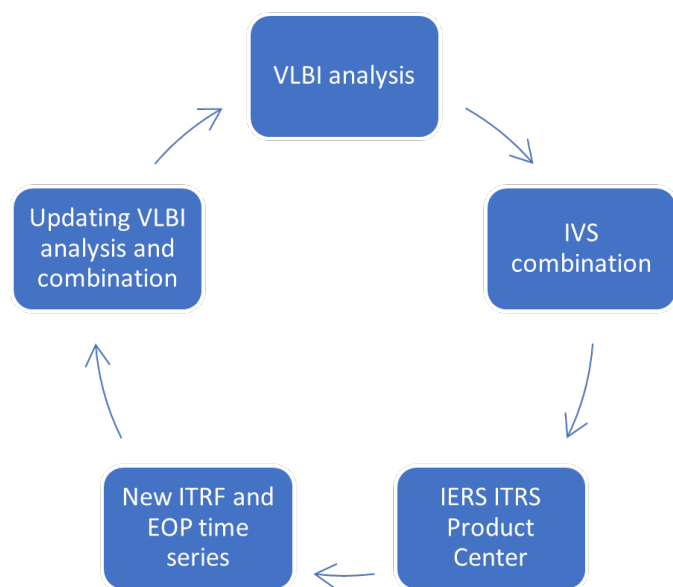 VLBI analysis
IVS
combination
IERS ITRS
Product
Center
New ITRF and
EOP time
series
Updating VLBI
analysis and
combination